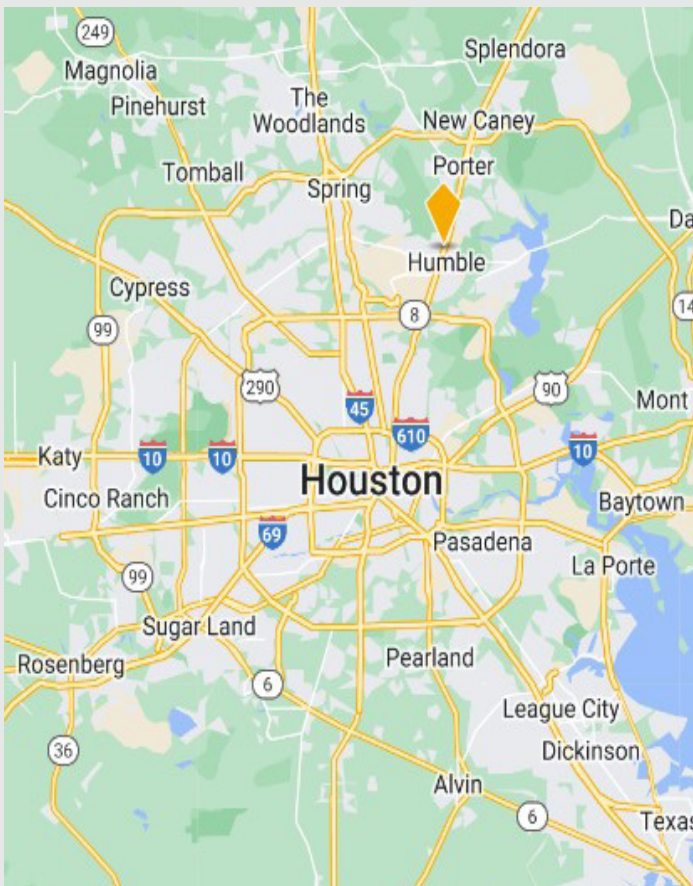 249
Splendora
Magnolia
Pinehurst
The
Woodlands
New Caney
Porter
Tomball
Spring
Da
Humble
Cypress
14
8
99
290
90
45
Mont
610
Katy
10
10
10
Houston
Cinco Ranch
Baytown
69
Pasadena
La Porte
99
Sugar Land
Rosenberg
Pearland
6
League City
36
Dickinson
Alvin
6
Texas